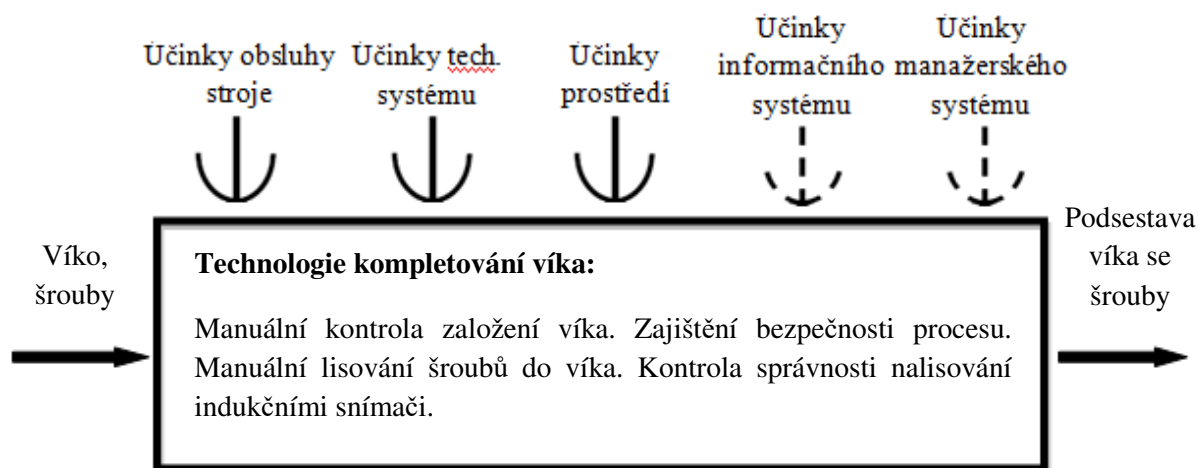 Účinky obsluhy
stroje
Účinky tech.
systému
Účinky
prostředí
Účinky
informačního
systému
Účinky
manažerského
systému
Víko,
šrouby
Technologie kompletování víka:
Manuální kontrola založení víka. Zajištění bezpečnosti procesu.
Manuální lisování šroubů do víka. Kontrola správnosti nalisování
indukčními snímači.
Podsestava
víka se
šrouby